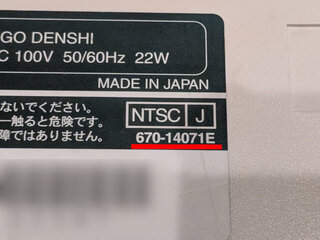 GO DENSHI
C 100V 50/60Hz 22W
MADE IN JAPAN
ないでください。
一触ると危険です。
障ではありません。
NTSC J
670-14071E